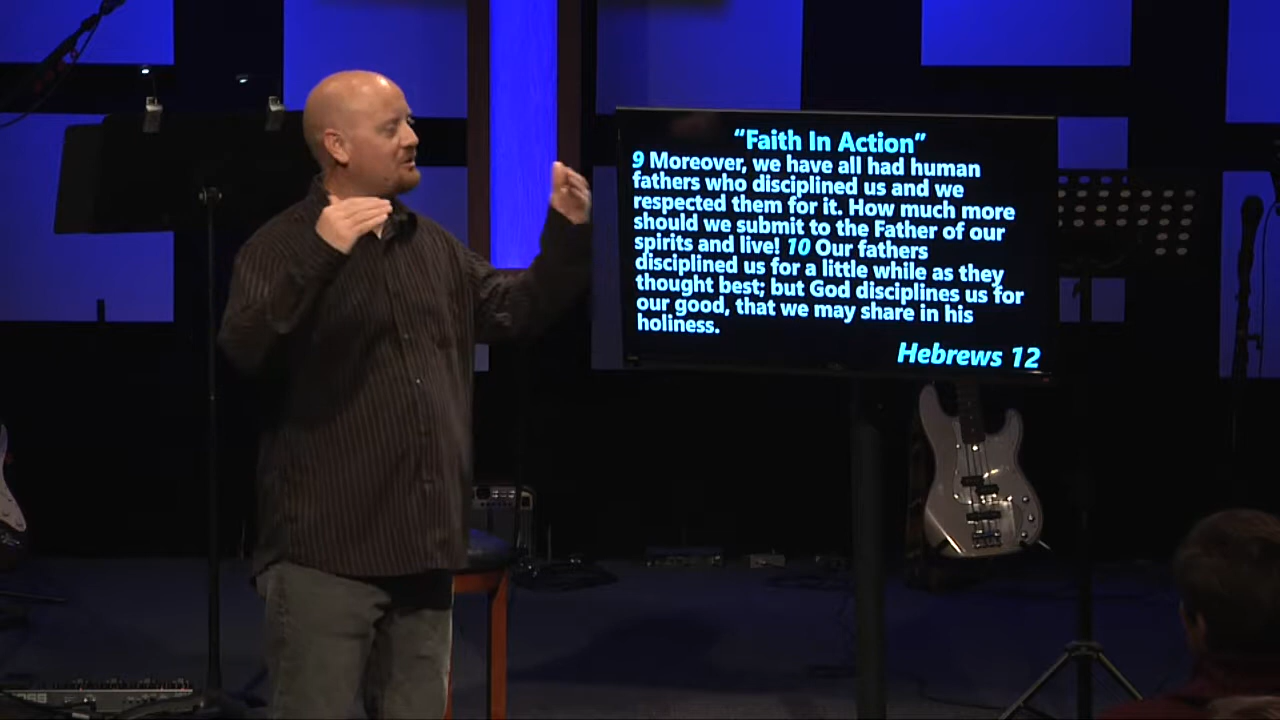 “Faith In Action”
9 Moreover, we have all had human
fathers who disciplined us and we
respected them for it. How much more
should we submit to the Father of our
spirits and live! 10 Our fathers
disciplined us for a little while as they
thought best; but God disciplines us for
our good, that we may share in his
holiness.
Hebrews 12